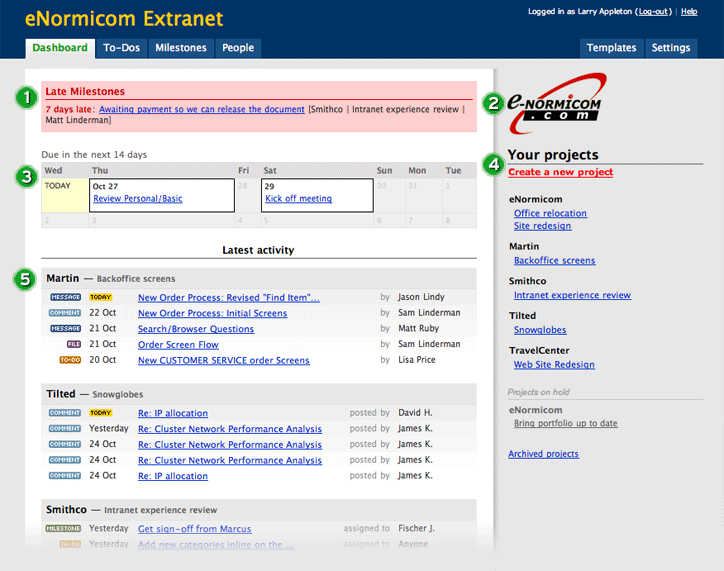 eNormicom Extranet
Logged in as Larry Appleton (Log-out) | Help
Dashboard To-Dos Milestones People Templates Settings
1
Late Milestones
7 days late: Awaiting payment so we can release the document [Smithco | Intranet experience review |
Matt Linderman]
3
Due in the next 14 days
Wed Thu Fri Sat Sun Mon Tue
TODAY Oct 27 28 29 30 31 1
Review Personal/Basic Kick off meeting
2 3 4 5 6 7 8
Latest activity
5
Martin — Backoffice screens
MESSAGE TODAY New Order Process: Revised "Find Item"... by Jason Lindy
COMMENT 22 Oct New Order Process: Initial Screens by Sam Linderman
MESSAGE 21 Oct Search/Browser Questions by Matt Ruby
FILE 21 Oct Order Screen Flow by Sam Linderman
TO-DO 20 Oct New CUSTOMER SERVICE order Screens by Lisa Price
Tilted — Snowglobes
COMMENT TODAY Re: IP allocation posted by David H.
COMMENT Yesterday Re: Cluster Network Performance Analysis posted by James K.
COMMENT 24 Oct Re: Cluster Network Performance Analysis posted by James K.
COMMENT 24 Oct Re: Cluster Network Performance Analysis posted by James K.
COMMENT 24 Oct Re: IP allocation posted by James K.
Smithco — Intranet experience review
MILESTONE Yesterday Get sign-off from Marcus assigned to Fischer J.
TO-DO Yesterday Add new categories inline on the ... assigned to Anyone
2
e-NORMICOM
.com
Your projects
4
Create a new project
eNormicom
Office relocation
Site redesign
Martin
Backoffice screens
Smithco
Intranet experience review
Tilted
Snowglobes
TravelCenter
Web Site Redesign
Projects on hold
eNormicom
Bring portfolio up to date
Archived projects